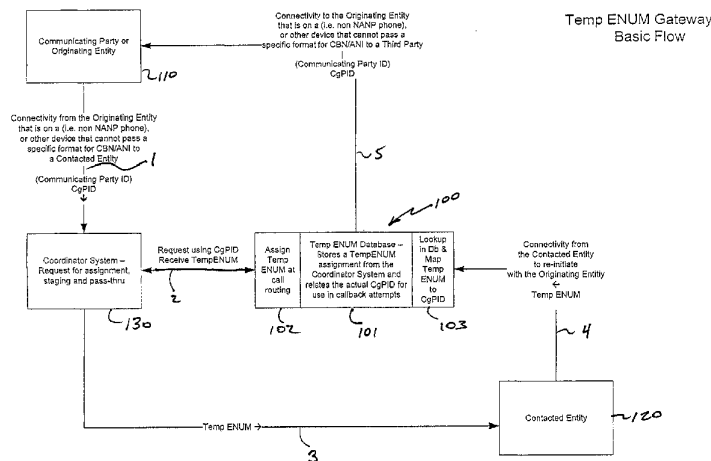 Temp ENUM Gateway
Basic Flow
Connectivity to the Originating Entity
that is on a (i.e. non NANP phone),
or other device that cannot pass a
specific format for CBN/ANI to a Third Party
(Communicating Party ID)
CgPID
Communicating Party or
Originating Entity
110
Connectivity from the Originating Entity
that is on a (i.e. non NANP phone),
or other device that cannot pass a
specific format for CBN/ANI to
a Contacted Entity
1
(Communicating Party ID)
CgPID
↓
5
100
Coordinator System –
Request for assignment,
staging and pass-thru
130
Request using CgPID
Receive TempENUM
2
Assign
Temp
ENUM at
call
routing
102
Temp ENUM Database –
Stores a TempENUM
assignment from the
Coordinator System and
relates the actual CgPID for
use in callback attempts
101
Lookup
in Db &
Map
Temp
ENUM
to
CgPID
103
Connectivity from
the Contacted Entity
to re-initiate
with the Originating Entitiy
←
Temp ENUM
4
Contacted Entity
120
Temp ENUM →
3